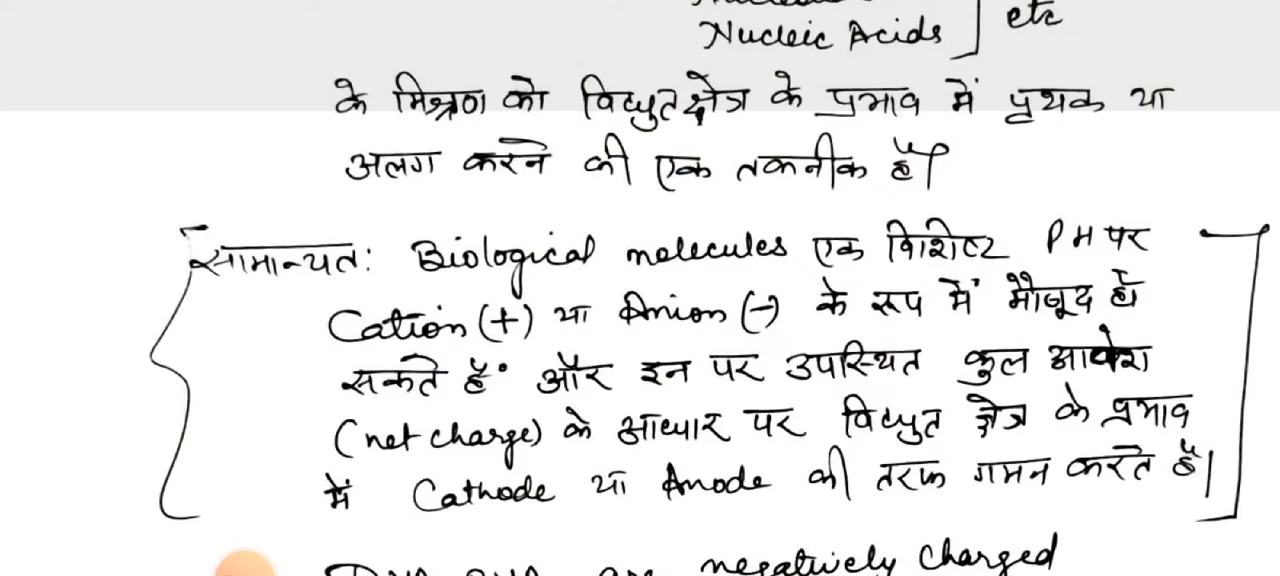 Nucleic Acids ] etc
के मिश्रण को विद्युत क्षेत्र के प्रभाव में पृथक या
अलग करने की एक तकनीक है।
सामान्यत: Biological molecules एक विशिष्ट PH पर
Cation (+) या Anion (-) के रूप में मौजूद हो
सकते हैं। और इन पर उपस्थित कुल आवेश
(net charge) के आधार पर विद्युत क्षेत्र के प्रभाव
में Cathode या Anode की तरफ गमन करते हैं।
are negatively charged